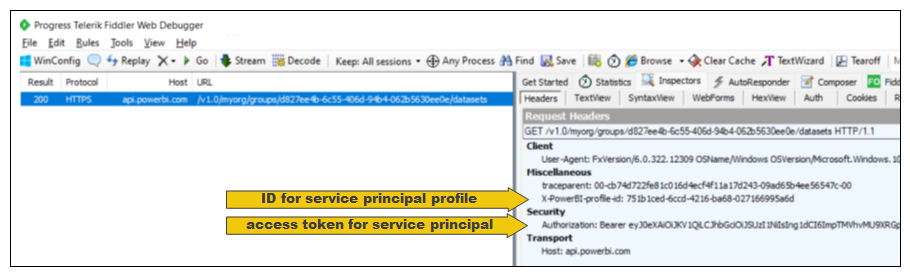 Progress Telerik Fiddler Web Debugger
File Edit Rules Tools View Help
WinConfig Replay Go Stream Decode Keep: All sessions Any Process Find Save Browse Clear Cache TextWizard Tearoff
Result Protocol Host URL
200 HTTPS api.powerbi.com /v1.0/myorg/groups/d827ee4b-6c55-406d-94b4-062b5630ee0e/datasets
Get Started Statistics Inspectors AutoResponder Composer FO Fidd
Headers TextView SyntaxView WebForms HexView Auth Cookies R
Request Headers
GET /v1.0/myorg/groups/d827ee4b-6c55-406d-94b4-062b5630ee0e/datasets HTTP/1.1
Client
User-Agent: FxVersion/6.0.322.12309 OSName/Windows OSVersion/Microsoft.Windows.10
Miscellaneous
traceparent: 00-cb74d722fe81c016d4ecf4f11a17d243-09ad65b4ee56547c-00
ID for service principal profile
X-PowerBI-profile-id: 751b1ced-6ccd-4216-ba68-027166995a6d
Security
access token for service principal
Authorization: Bearer
Transport
Host: api.powerbi.com